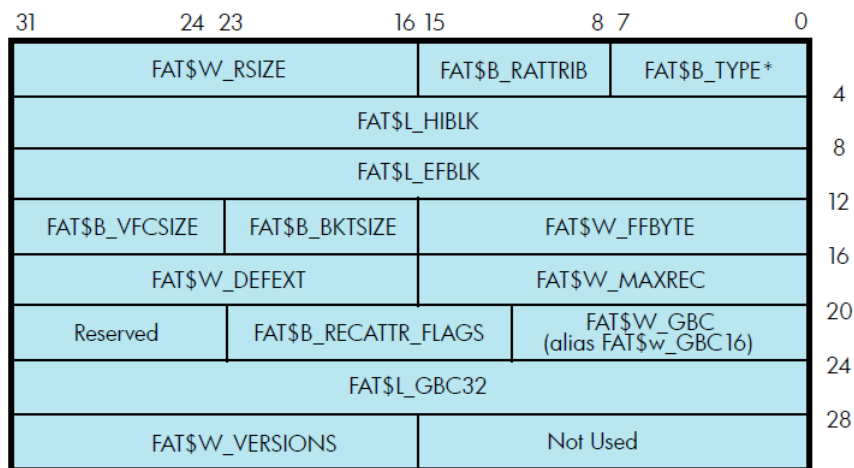 31 24 23 16 15 8 7 0
FAT$W_RSIZE FAT$B_RATTRIB FAT$B_TYPE*
4
FAT$L_HIBLK
8
FAT$L_EFBLK
12
FAT$B_VFCSIZE FAT$B_BKTSIZE FAT$W_FFBYTE
16
FAT$W_DEFEXT FAT$W_MAXREC
20
Reserved FAT$B_RECATTR_FLAGS FAT$W_GBC
(alias FAT$w_GBC16)
24
FAT$L_GBC32
28
FAT$W_VERSIONS Not Used